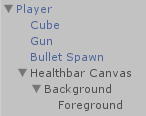 Player
Cube
Gun
Bullet Spawn
Healthbar Canvas
Background
Foreground